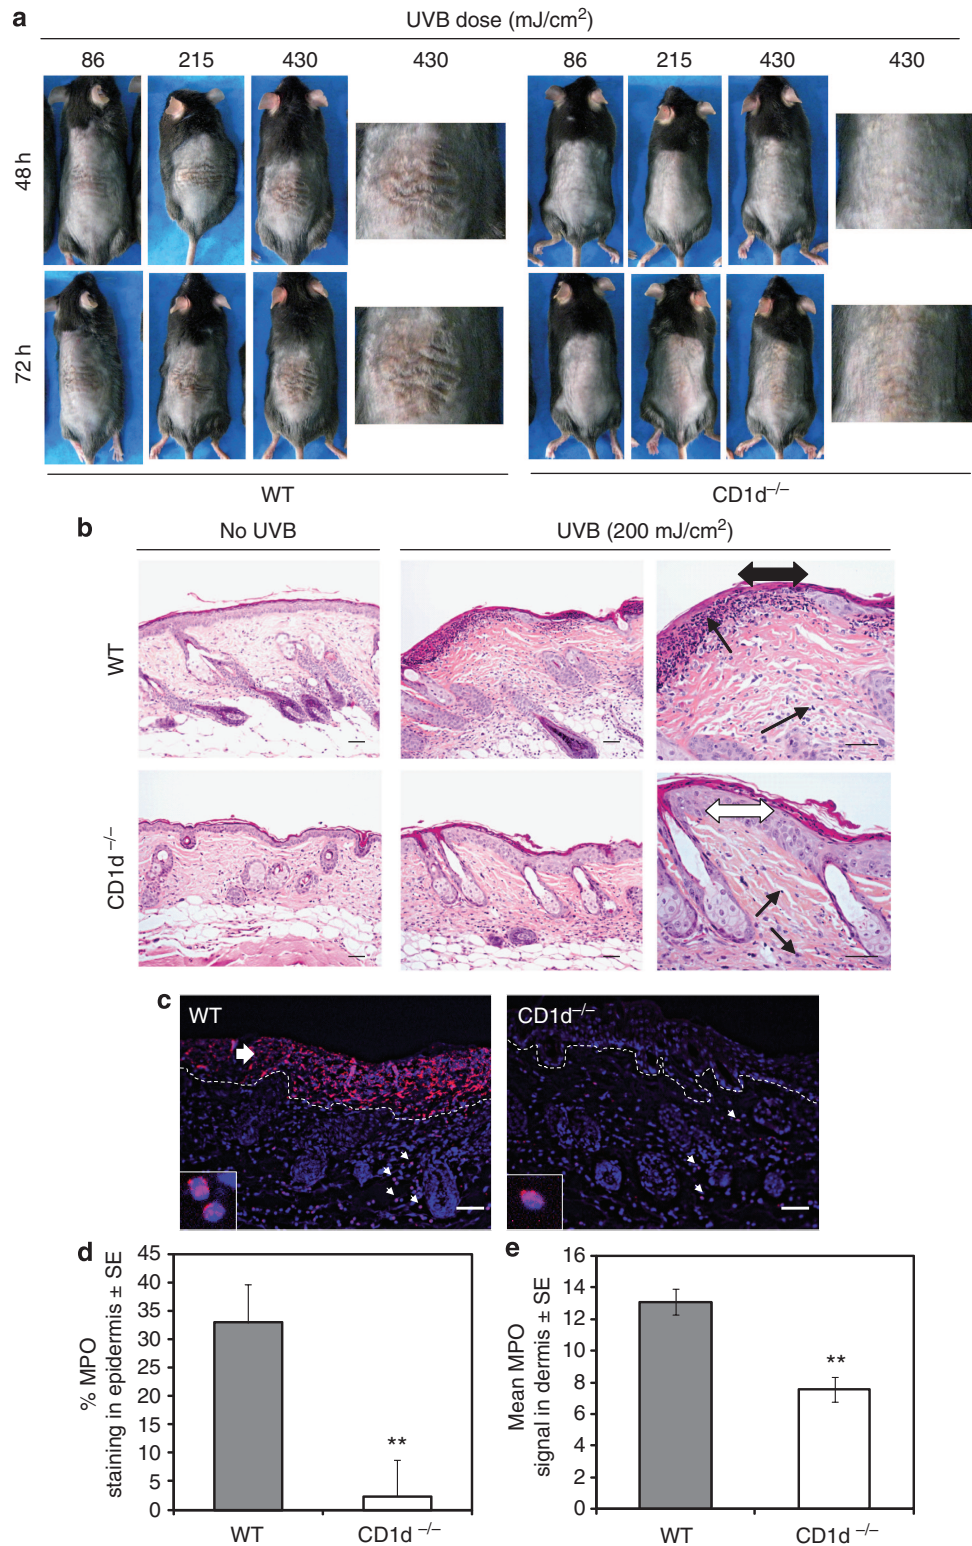 a
UVB dose (mJ/cm²)
86 215 430 430 86 215 430 430
48 h
72 h
WT CD1d⁻/⁻
b
No UVB UVB (200 mJ/cm²)
WT
CD1d ⁻/⁻
c
WT CD1d⁻/⁻
d
% MPO
staining in epidermis ± SE
45
40
35
30
25
20
15
10
5
0
**
WT CD1d ⁻/⁻
e
Mean MPO
signal in dermis ± SE
16
14
12
10
8
6
4
2
0
**
WT CD1d ⁻/⁻